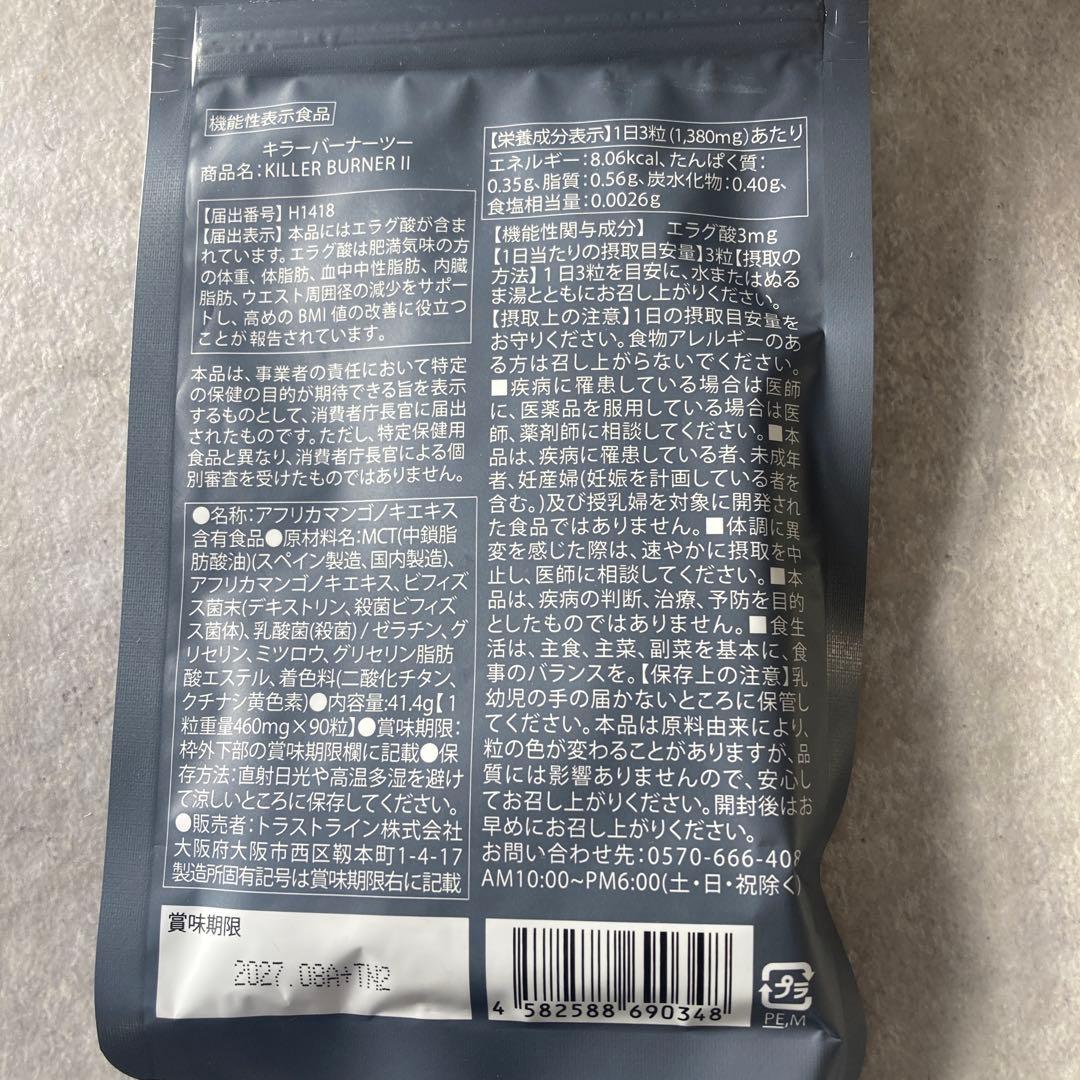 機能性表示食品
キラーバーナーツー
商品名：KILLER BURNER II
【届出番号】H1418
【届出表示】本品にはエラグ酸が含ま
れています。エラグ酸は肥満気味の方
の体重、体脂肪、血中中性脂肪、内臓
脂肪、ウエスト周囲径の減少をサポー
トし、高めのBMI値の改善に役立つ
ことが報告されています。
本品は、事業者の責任において特定
の保健の目的が期待できる旨を表示
するものとして、消費者庁長官に届出
されたものです。ただし、特定保健用
食品と異なり、消費者庁長官による個
別審査を受けたものではありません。
●名称：アフリカマンゴノキエキス
含有食品●原材料名：MCT(中鎖脂
肪酸油)(スペイン製造、国内製造)、
アフリカマンゴノキエキス、ビフィズ
ス菌末(デキストリン、殺菌ビフィズ
ス菌体)、乳酸菌(殺菌) / ゼラチン、グ
リセリン、ミツロウ、グリセリン脂肪
酸エステル、着色料(二酸化チタン、
クチナシ黄色素)●内容量：41.4g【1
粒重量460mg×90粒】●賞味期限：
枠外下部の賞味期限欄に記載●保
存方法：直射日光や高温多湿を避け
て涼しいところに保存してください。
●販売者：トラストライン株式会社
大阪府大阪市西区靱本町1-4-17
製造所固有記号は賞味期限右に記載
賞味期限
2027.08A+TN2
【栄養成分表示】1日3粒(1,380mg)あたり
エネルギー：8.06kcal、たんぱく質：
0.35g、脂質：0.56g、炭水化物：0.40g、
食塩相当量：0.0026g
【機能性関与成分】 エラグ酸3mg
【1日当たりの摂取目安量】3粒【摂取の
方法】1日3粒を目安に、水またはぬる
ま湯とともにお召し上がりください。
【摂取上の注意】1日の摂取目安量を
お守りください。食物アレルギーのあ
る方は召し上がらないでください。
■疾病に罹患している場合は医師
に、医薬品を服用している場合は医
師、薬剤師に相談してください。■本
品は、疾病に罹患している者、未成年
者、妊産婦(妊娠を計画している者を
含む。)及び授乳婦を対象に開発され
た食品ではありません。■体調に異
変を感じた際は、速やかに摂取を中
止し、医師に相談してください。■本
品は、疾病の判断、治療、予防を目的
としたものではありません。■食生
活は、主食、主菜、副菜を基本に、食
事のバランスを。【保存上の注意】乳
幼児の手の届かないところに保管し
てください。本品は原料由来により、
粒の色が変わることがありますが、品
質には影響ありませんので、安心し
てお召し上がりください。開封後はお
早めにお召し上がりください。
お問い合わせ先：0570-666-408
AM10:00~PM6:00(土・日・祝除く)
4 582588 690348
プラ
PE,M